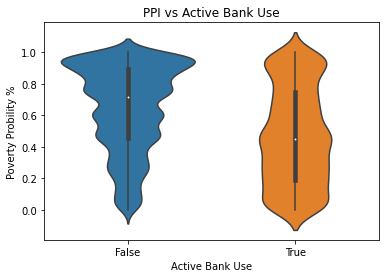 PPI vs Active Bank Use
Poverty Probility %
1.0
0.8
0.6
0.4
0.2
0.0
False
True
Active Bank Use